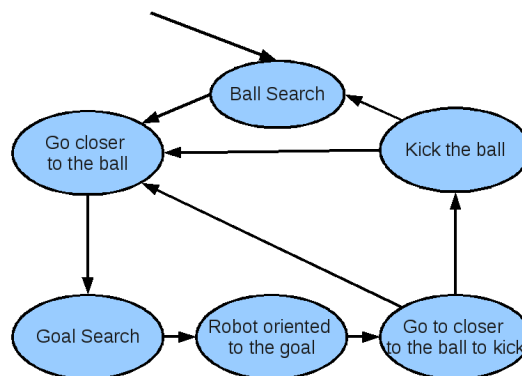 Ball Search
Go closer
to the ball
Kick the ball
Goal Search
Robot oriented
to the goal
Go to closer
to the ball to kick